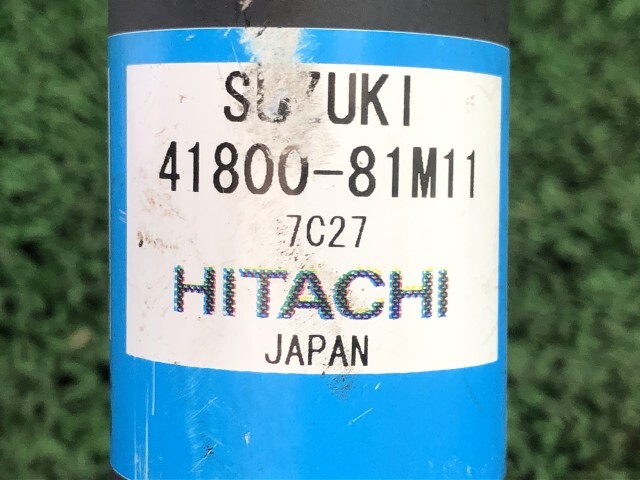 SUZUKI
41800-81M11
7C27
HITACHI
JAPAN